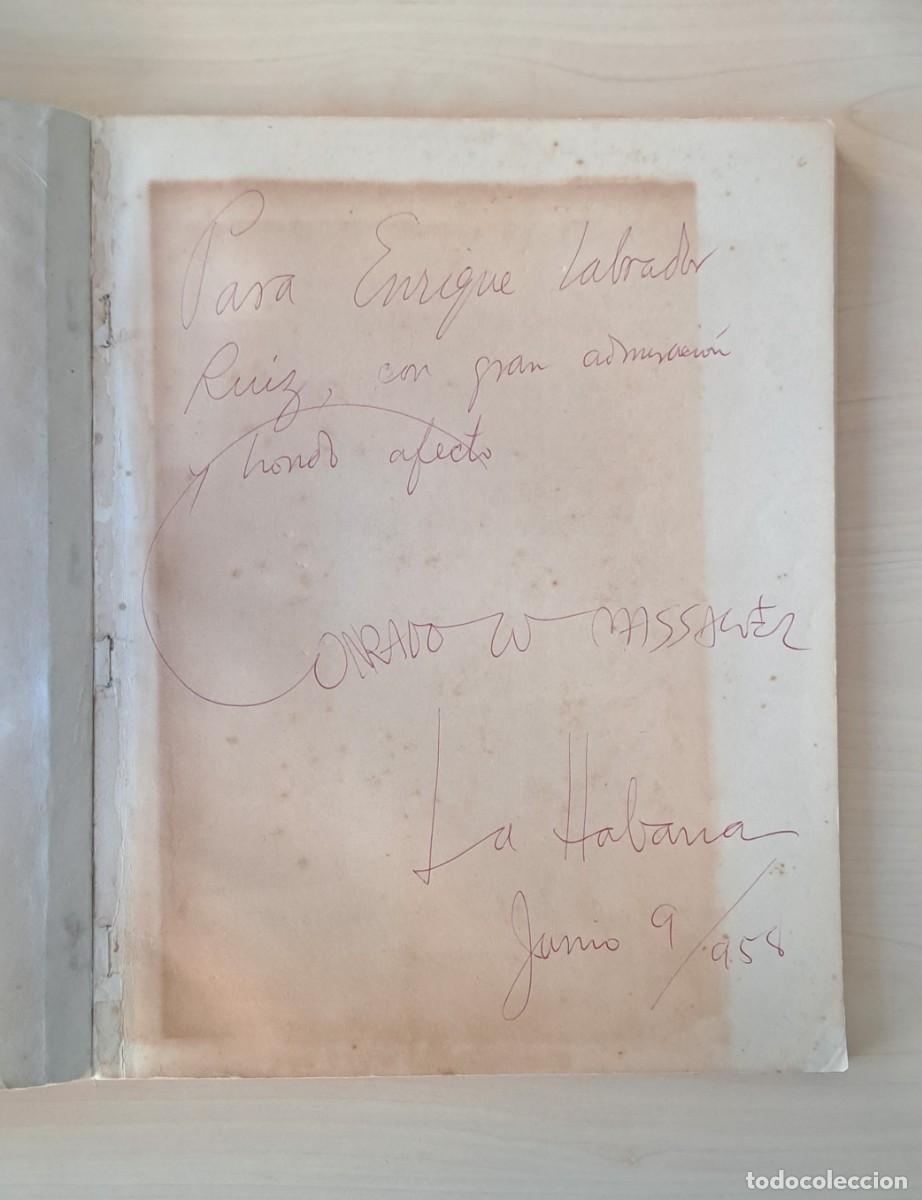 Para Enrique Labrador
Ruiz, con gran admiración
y hondo afecto
CONRADO W MASSAGUER
La Habana
Junio 9/958
todocoleccion